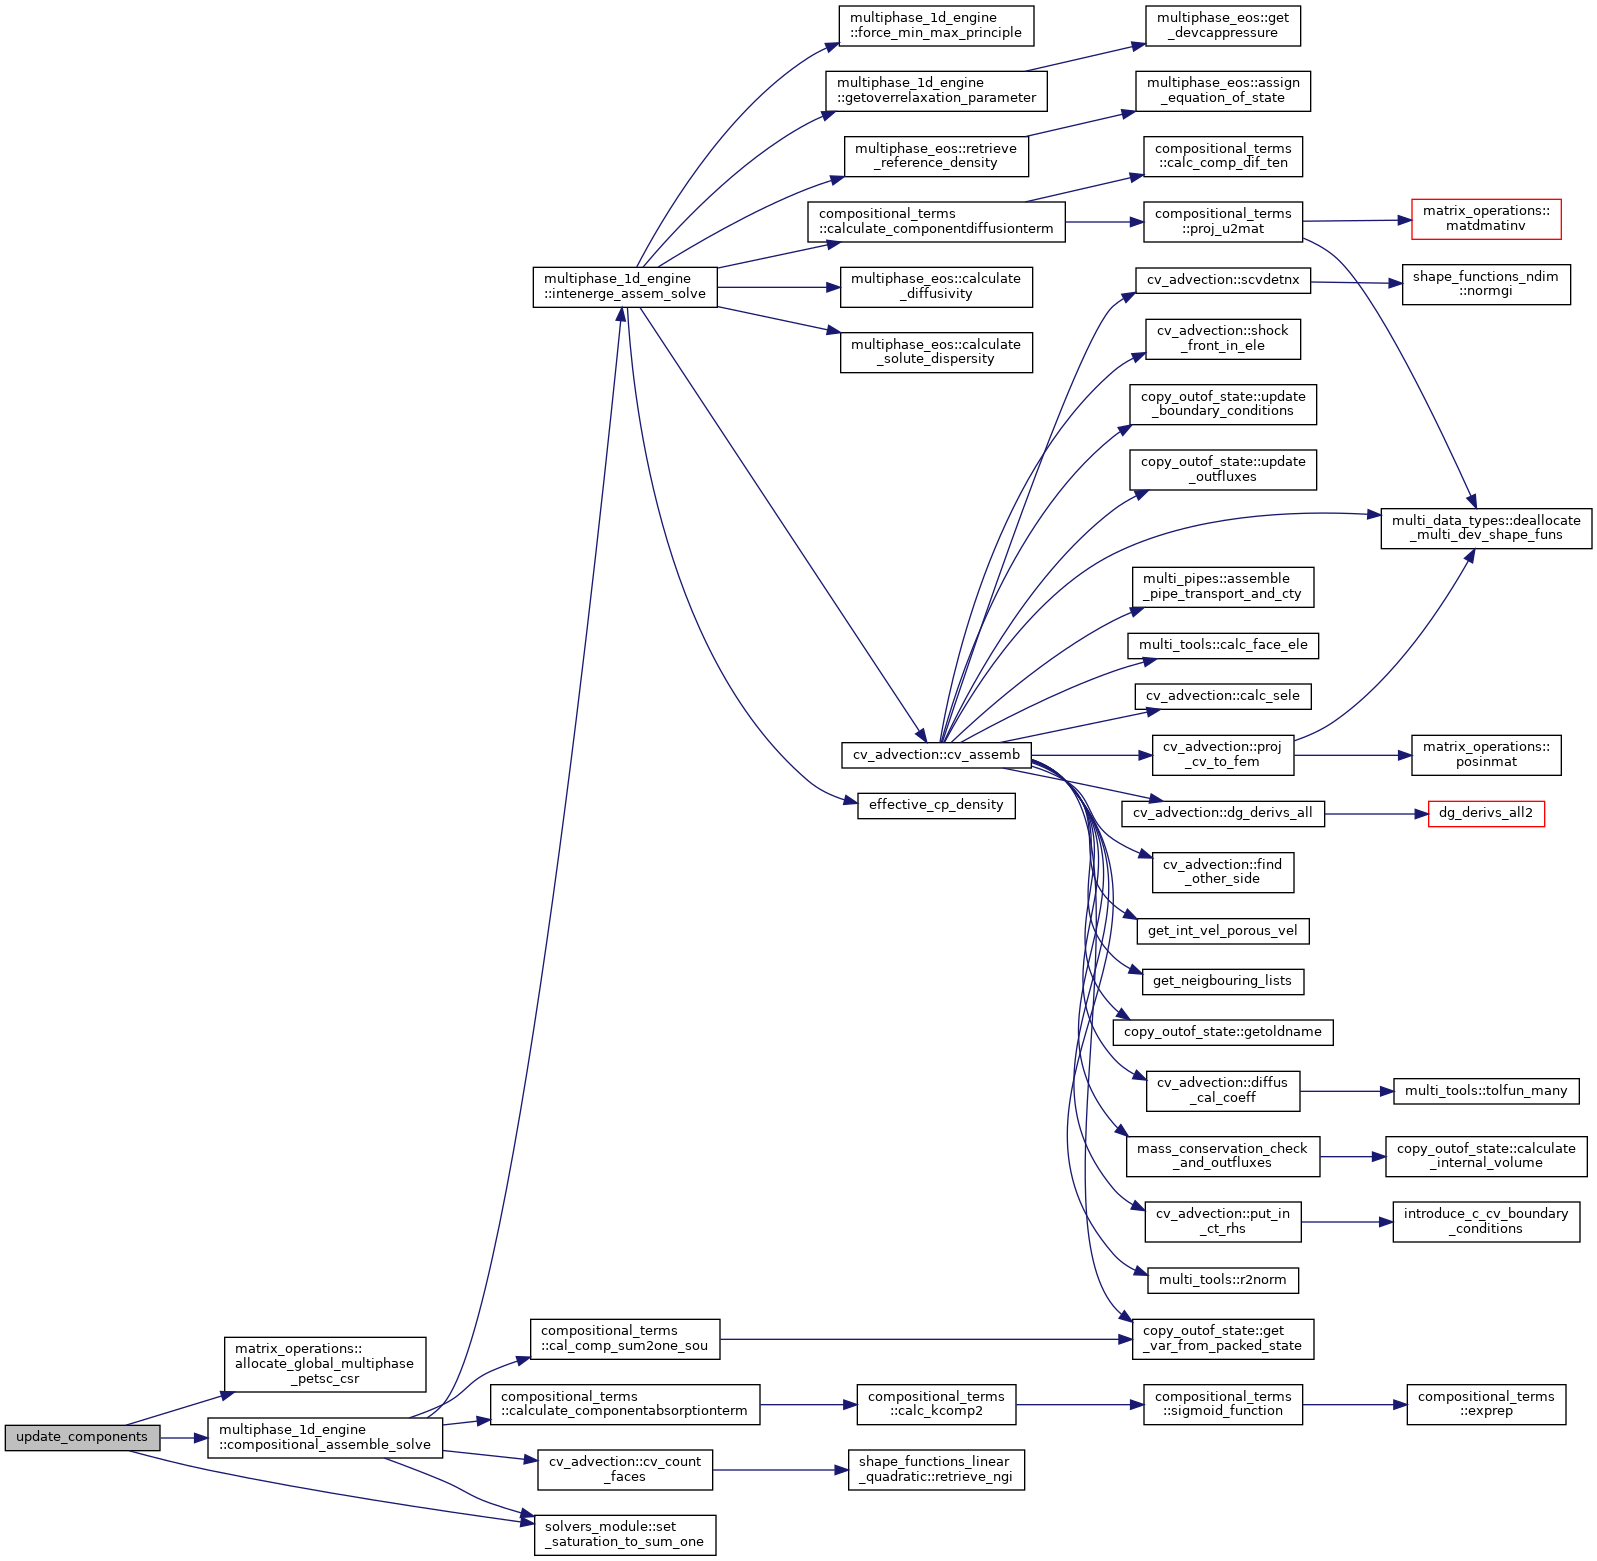 multiphase_1d_engine
::force_min_max_principle
multiphase_eos::get
_devcappressure
multiphase_1d_engine
::getoverrelaxation_parameter
multiphase_eos::assign
_equation_of_state
multiphase_eos::retrieve
_reference_density
compositional_terms
::calc_comp_dif_ten
compositional_terms
::calculate_componentdiffusionterm
compositional_terms
::proj_u2mat
matrix_operations::
matdmatinv
multiphase_1d_engine
::intenerge_assem_solve
multiphase_eos::calculate
_diffusivity
cv_advection::scvdetnx
shape_functions_ndim
::normgi
multiphase_eos::calculate
_solute_dispersity
cv_advection::shock
_front_in_ele
copy_outof_state::update
_boundary_conditions
copy_outof_state::update
_outfluxes
multi_data_types::deallocate
_multi_dev_shape_funs
multi_pipes::assemble
_pipe_transport_and_cty
multi_tools::calc_face_ele
cv_advection::calc_sele
cv_advection::cv_assemb
cv_advection::proj
_cv_to_fem
matrix_operations::
posinmat
effective_cp_density
cv_advection::dg_derivs_all
dg_derivs_all2
cv_advection::find
_other_side
get_int_vel_porous_vel
get_neigbouring_lists
copy_outof_state::getoldname
cv_advection::diffus
_cal_coeff
multi_tools::tolfun_many
mass_conservation_check
_and_outfluxes
copy_outof_state::calculate
_internal_volume
cv_advection::put_in
_ct_rhs
introduce_c_cv_boundary
_conditions
multi_tools::r2norm
matrix_operations::
allocate_global_multiphase
_petsc_csr
compositional_terms
::cal_comp_sum2one_sou
copy_outof_state::get
_var_from_packed_state
update_components
multiphase_1d_engine
::compositional_assemble_solve
compositional_terms
::calculate_componentabsorptionterm
compositional_terms
::calc_kcomp2
compositional_terms
::sigmoid_function
compositional_terms
::exprep
cv_advection::cv_count
_faces
shape_functions_linear
_quadratic::retrieve_ngi
solvers_module::set
_saturation_to_sum_one